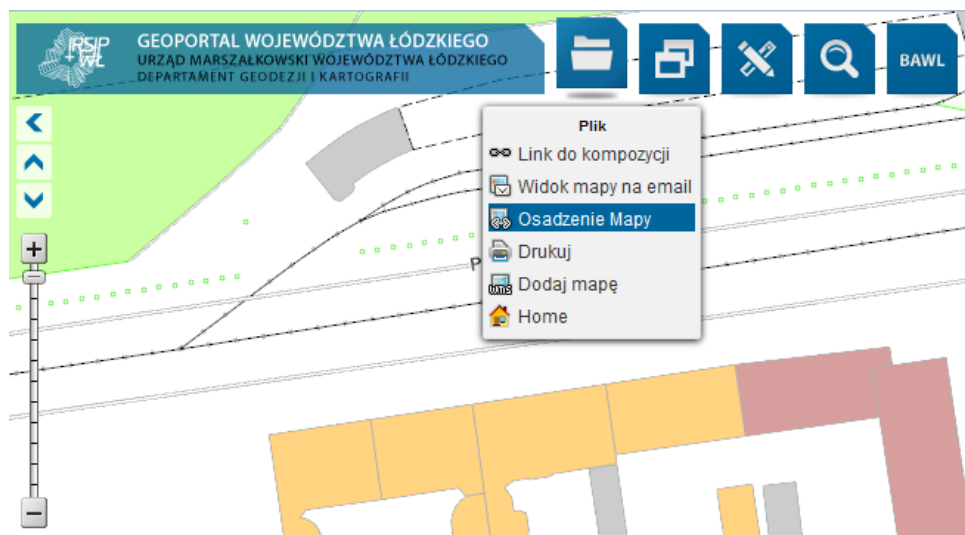 IRSIP
+ WŁ
GEOPORTAL WOJEWÓDZTWA ŁÓDZKIEGO
URZĄD MARSZAŁKOWSKI WOJEWÓDZTWA ŁÓDZKIEGO
DEPARTAMENT GEODEZJI I KARTOGRAFII
BAWL
Plik
Link do kompozycji
Widok mapy na email
Osadzenie Mapy
Drukuj
WMS
Dodaj mapę
Home
P
+
−